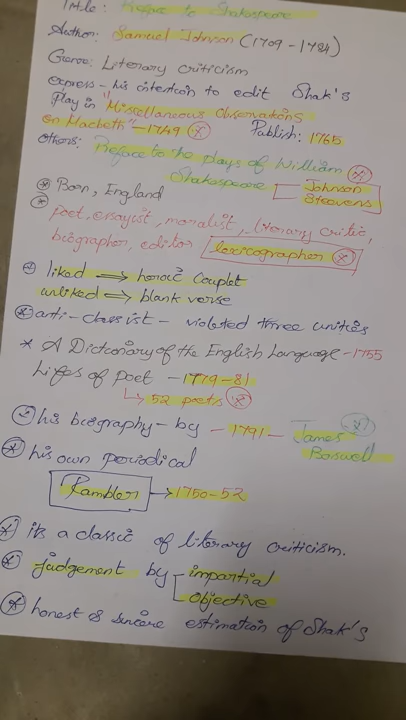 Title: Preface to Shakespeare
Author: Samuel Johnson (1709 - 1784)
Genre: Literary criticism
express - his intention to edit Shak's
Play in "Miscellaneous Observations
on Macbeth" - 1749 Publish: 1765
Others: Preface to the plays of William
Shakespeare Johnson
Steevens
Born, England
Poet, essayist, moralist, literary critic,
biographer, editor lexicographer
liked ⟹ horaic Couplet
unliked ⟹ blank verse
anti-classist - violated three unities
* A Dictionary of the English Language - 1755
Lifes of Poet - 1779-81
↳ 52 poets
his biography - by - 1791 - James
Boswell
his own periodical
Rambler → 1750-52
its a classic of literary criticism.
judgement by impartial
objective
honest & sincere estimation of Shak's